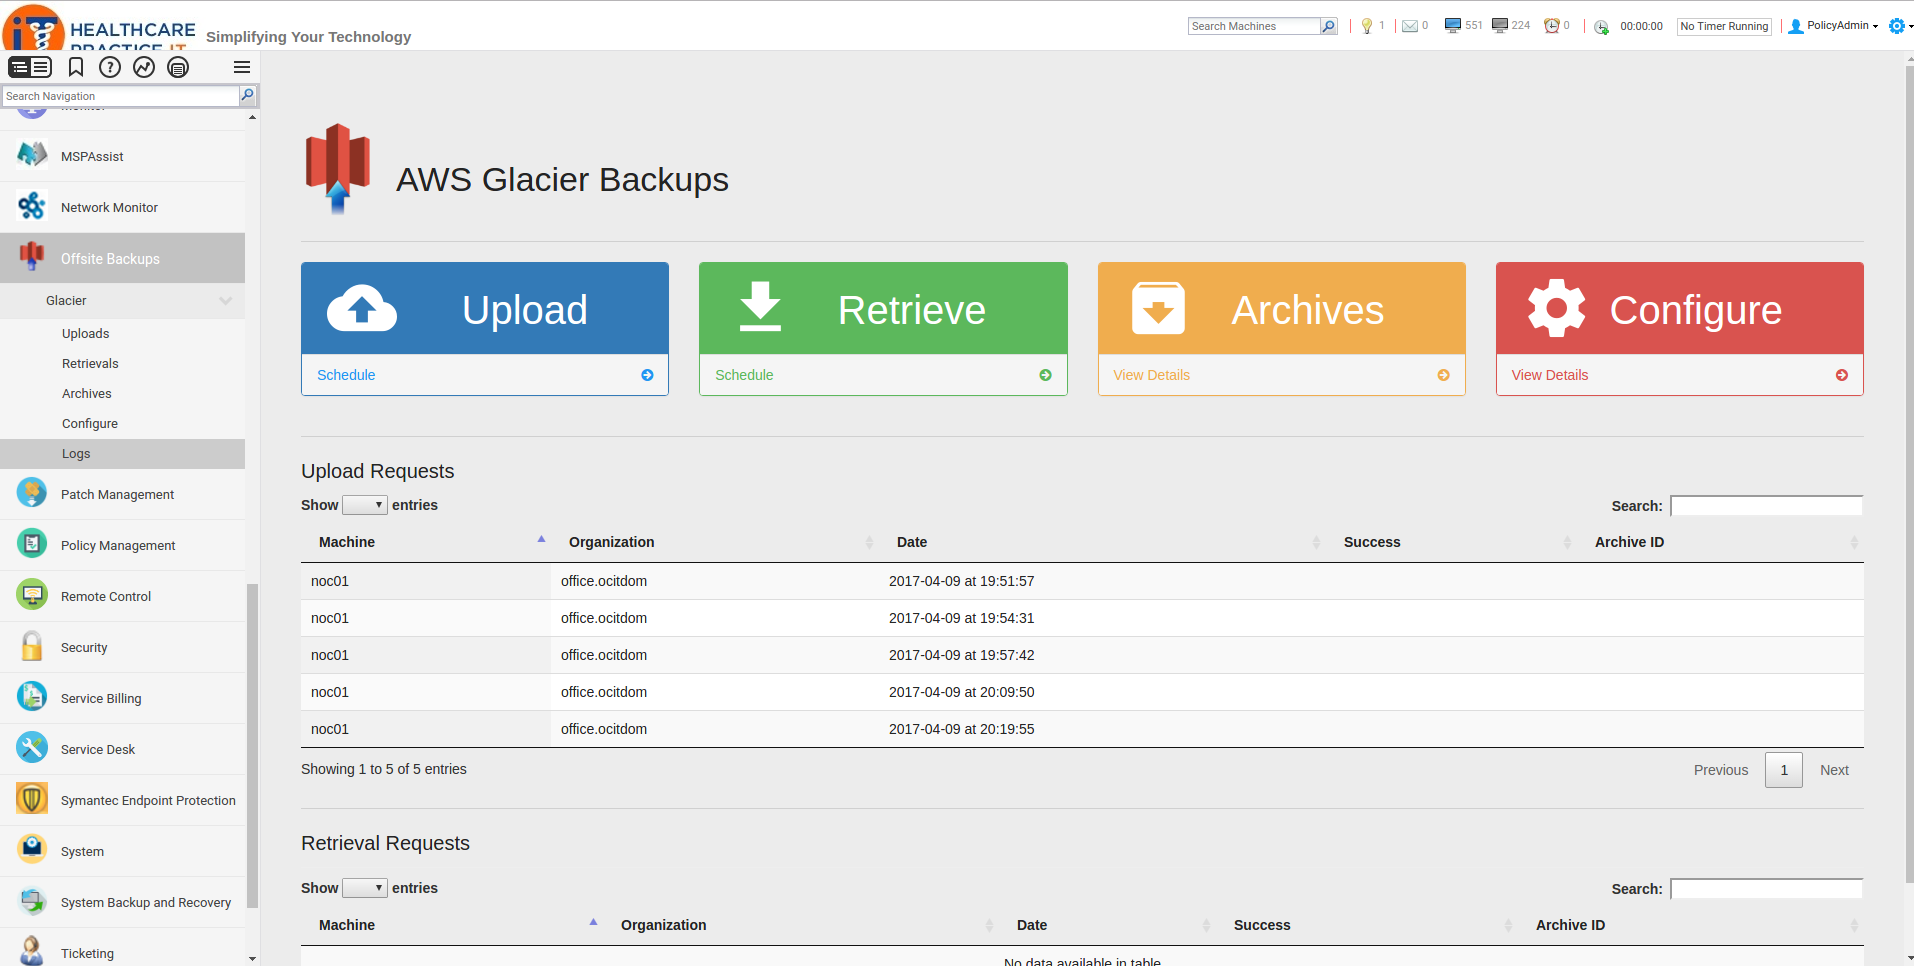 HEALTHCARE
PRACTICE IT
Simplifying Your Technology
Search Machines
1
0
551
224
0
00:00:00
No Timer Running
PolicyAdmin
Search Navigation
Monitor
MSPAssist
Network Monitor
Offsite Backups
Glacier
Uploads
Retrievals
Archives
Configure
Logs
Patch Management
Policy Management
Remote Control
Security
Service Billing
Service Desk
Symantec Endpoint Protection
System
System Backup and Recovery
Ticketing
AWS Glacier Backups
Upload
Schedule
Retrieve
Schedule
Archives
View Details
Configure
View Details
Upload Requests
Show entries
Search:
Machine Organization Date Success Archive ID
noc01 office.ocitdom 2017-04-09 at 19:51:57
noc01 office.ocitdom 2017-04-09 at 19:54:31
noc01 office.ocitdom 2017-04-09 at 19:57:42
noc01 office.ocitdom 2017-04-09 at 20:09:50
noc01 office.ocitdom 2017-04-09 at 20:19:55
Showing 1 to 5 of 5 entries
Previous 1 Next
Retrieval Requests
Show entries
Search:
Machine Organization Date Success Archive ID
No data available in table